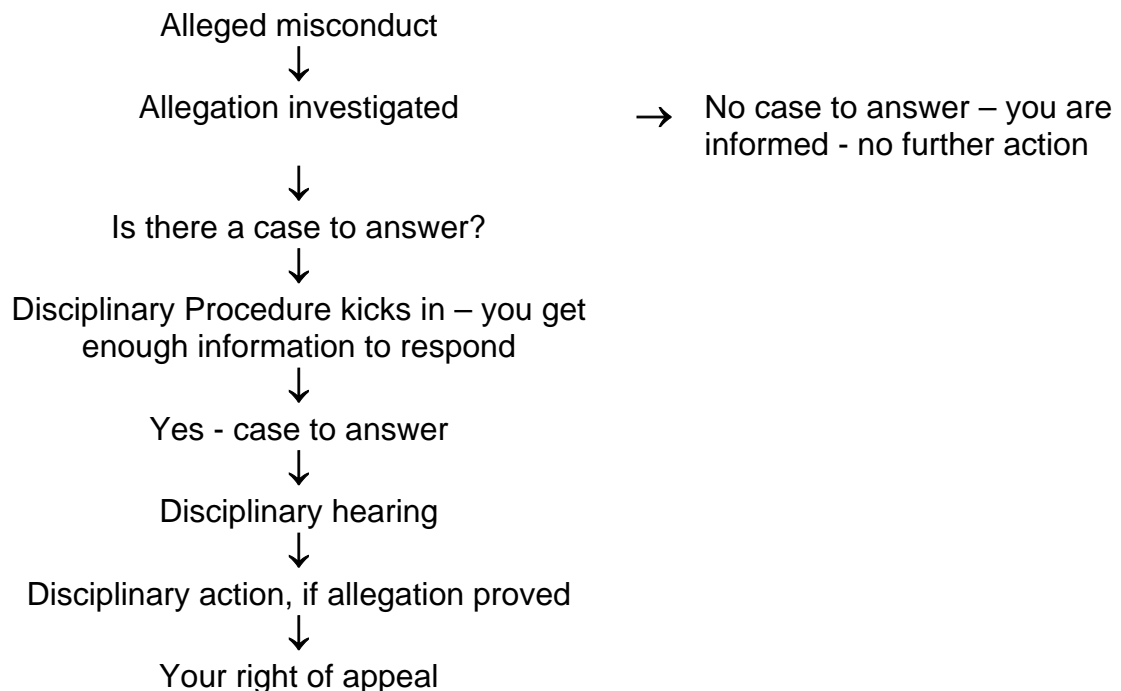 Alleged misconduct
↓
Allegation investigated
→ No case to answer – you are
informed - no further action
↓
Is there a case to answer?
↓
Disciplinary Procedure kicks in – you get
enough information to respond
↓
Yes - case to answer
↓
Disciplinary hearing
↓
Disciplinary action, if allegation proved
↓
Your right of appeal